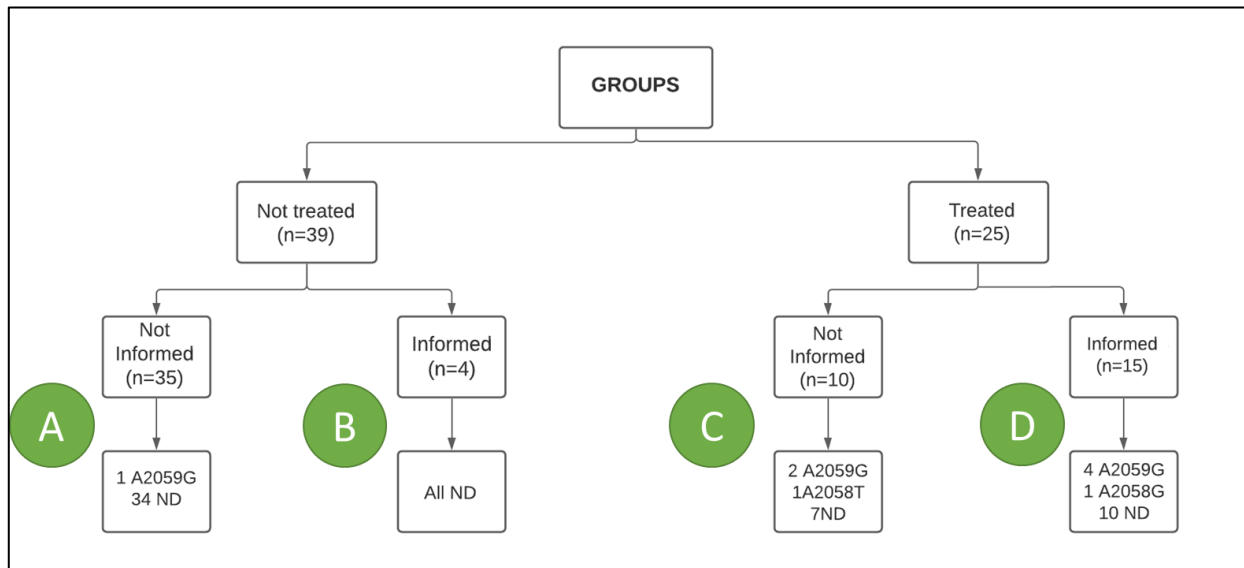 GROUPS
Not treated
(n=39)
Treated
(n=25)
Not
Informed
(n=35)
Informed
(n=4)
Not
Informed
(n=10)
Informed
(n=15)
A
B
C
D
1 A2059G
34 ND
All ND
2 A2059G
1A2058T
7ND
4 A2059G
1 A2058G
10 ND